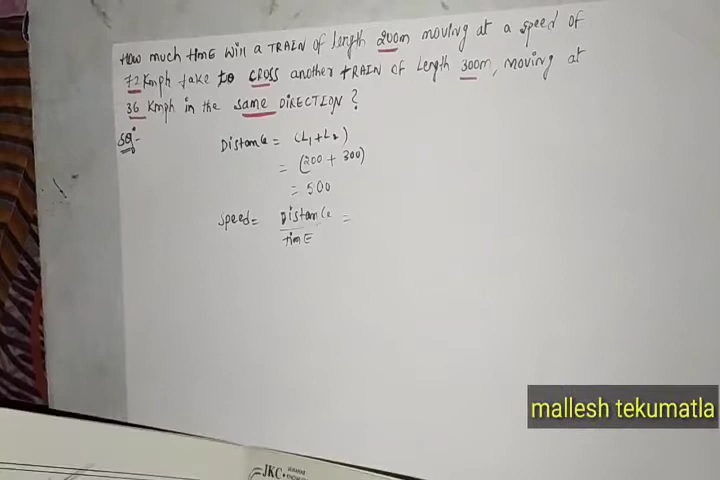 How much timE Will a TRAIN of length 200m moving at a speed of
72 Kmph take to CROSS another tRAIN of Length 300m, moving at
36 Kmph in the same DIRECTION?
Sol:-
Distance = (L1+L2)
= (200 + 300)
= 500
Speed = Distance / timE =
mallesh tekumatla
JKC